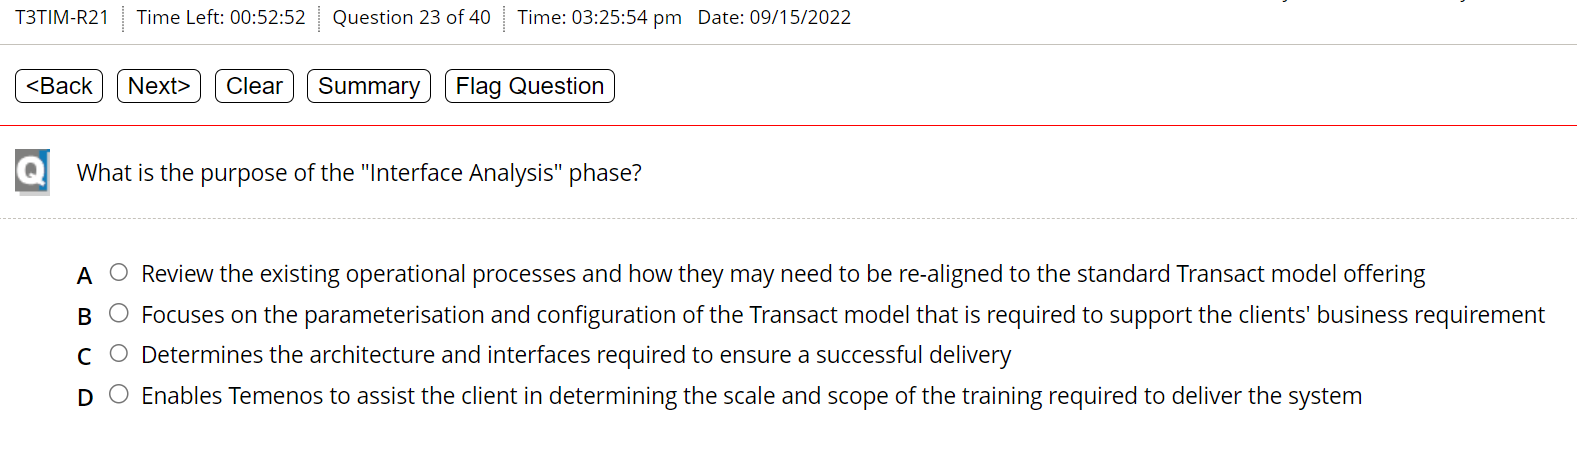 T3TIM-R21 Time Left: 00:52:52 Question 23 of 40 Time: 03:25:54 pm Date: 09/15/2022
<Back Next> Clear Summary Flag Question
Q What is the purpose of the "Interface Analysis" phase?
A Review the existing operational processes and how they may need to be re-aligned to the standard Transact model offering
B Focuses on the parameterisation and configuration of the Transact model that is required to support the clients' business requirement
C Determines the architecture and interfaces required to ensure a successful delivery
D Enables Temenos to assist the client in determining the scale and scope of the training required to deliver the system